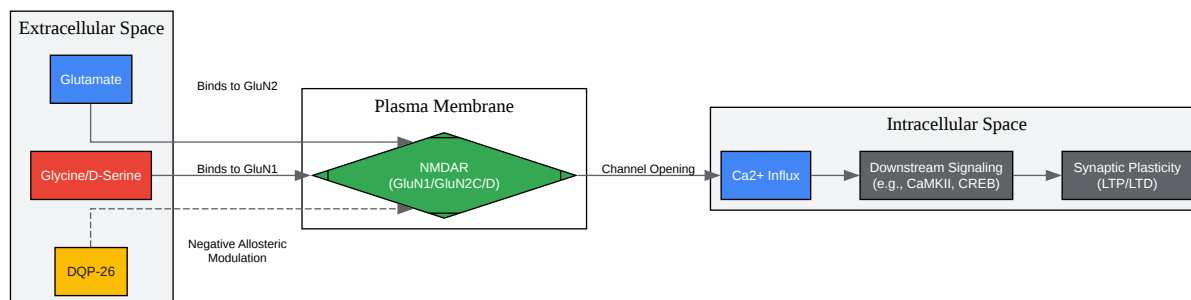 Extracellular Space
Glutamate
Binds to GluN2
Glycine/D-Serine
Binds to GluN1
DQP-26
Negative Allosteric
Modulation
Plasma Membrane
NMDAR
(GluN1/GluN2C/D)
Channel Opening
Intracellular Space
Ca2+ Influx
Downstream Signaling
(e.g., CaMKII, CREB)
Synaptic Plasticity
(LTP/LTD)